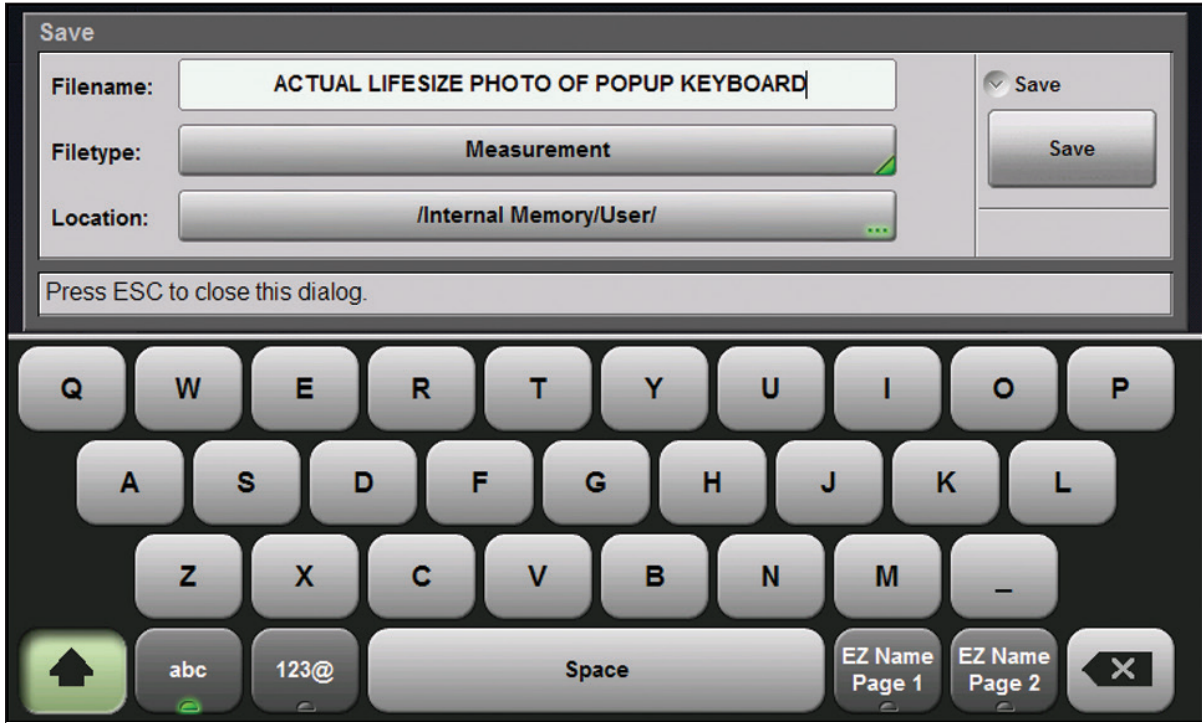 Save
Filename: ACTUAL LIFESIZE PHOTO OF POPUP KEYBOARD
Save
Filetype: Measurement
Save
Location: /Internal Memory/User/
...
Press ESC to close this dialog.
Q W E R T Y U I O P
A S D F G H J K L
Z X C V B N M _
abc 123@ Space EZ Name Page 1 EZ Name Page 2